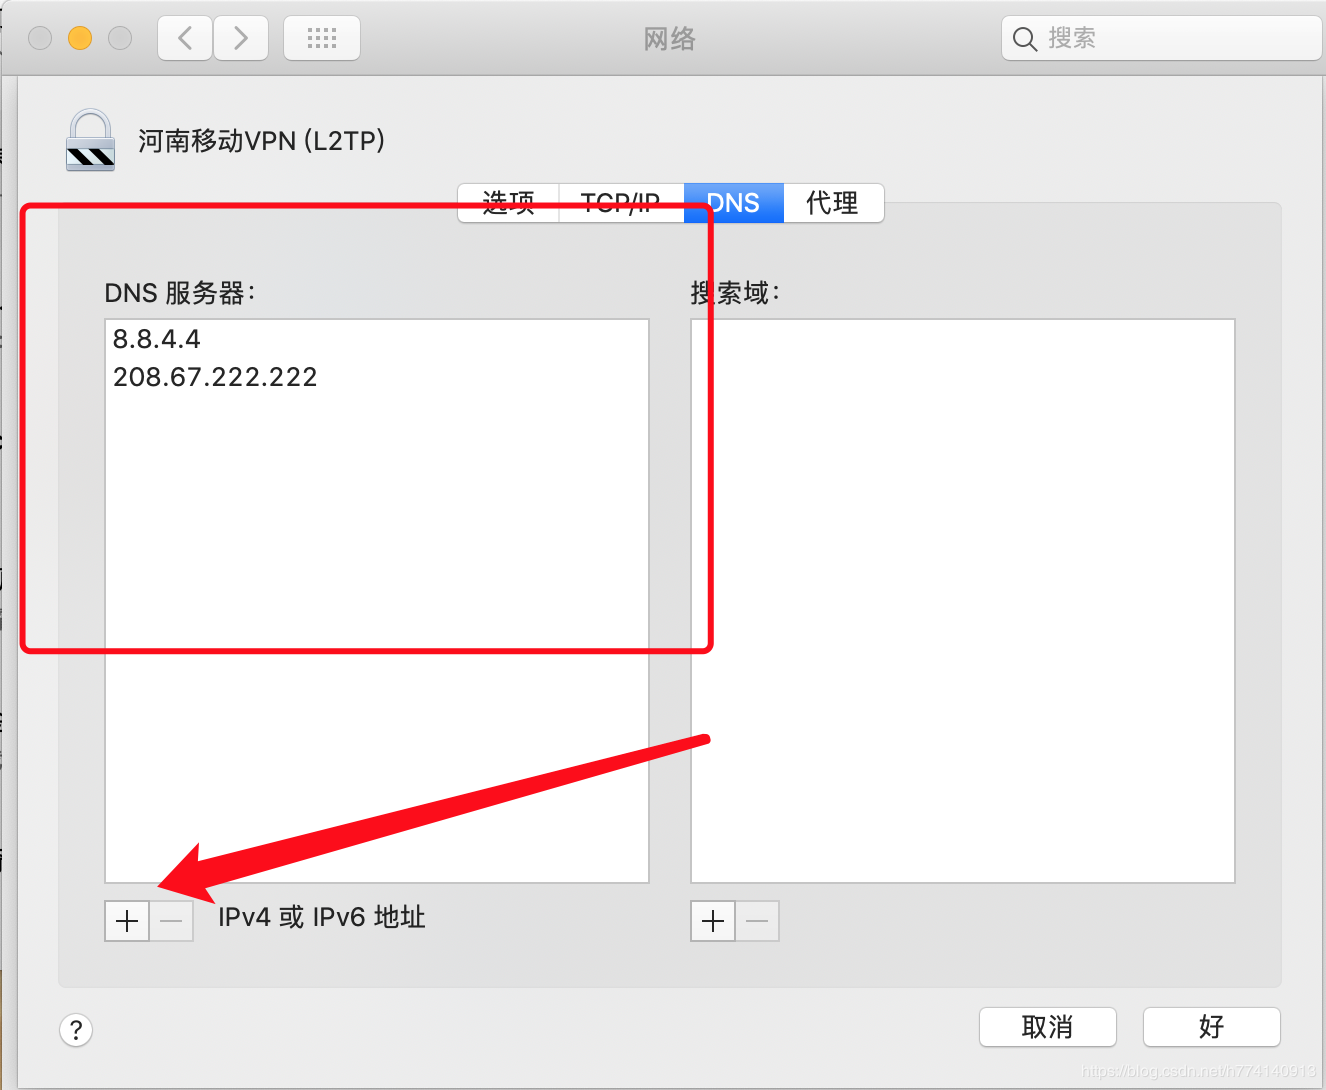 网络
搜索
河南移动VPN (L2TP)
选项 TCP/IP DNS 代理
DNS 服务器：
搜索域：
8.8.4.4
208.67.222.222
+ − IPv4 或 IPv6 地址
+ −
?
取消
好
https://blog.csdn.net/h774140913